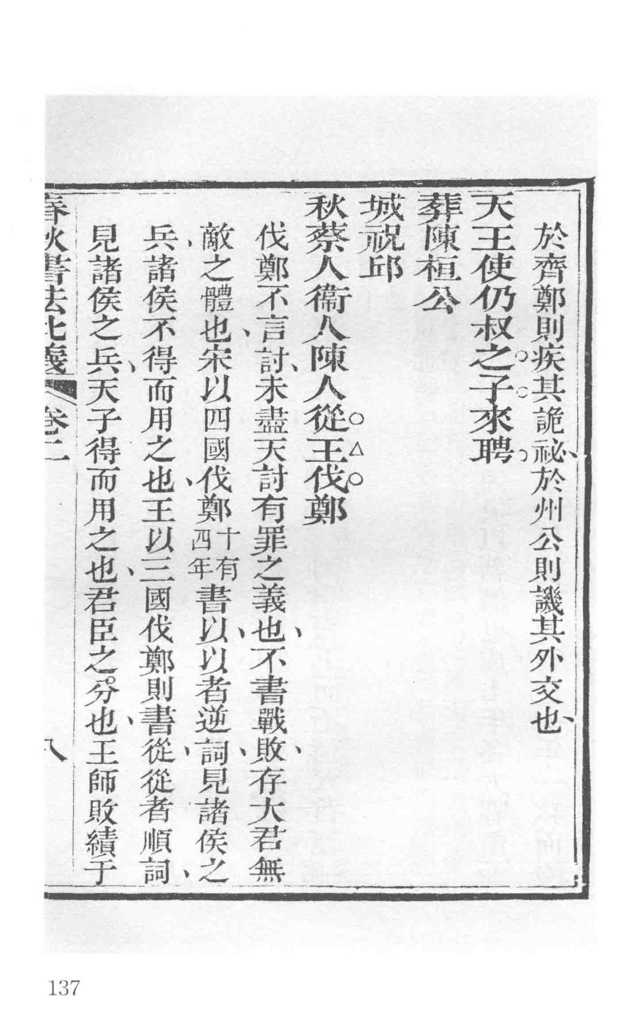 於齊鄭則疾其詭祕於州公則譏其外交也
天王使仍叔之子來聘
葬陳桓公
城祝邱
秋蔡人衞人陳人從王伐鄭
伐鄭不言討未盡天討有罪之義也不書戰敗存大君無
敵之體也宋以四國伐鄭十有四年書以以者逆詞見諸侯之
兵諸侯不得而用之也王以三國伐鄭則書從從者順詞
見諸侯之兵天子得而用之也君臣之分也王師敗績于
春秋書法比義 卷二 八
137